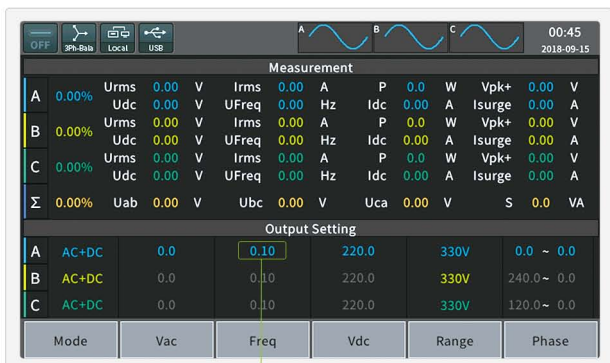 OFF 3Ph-Bala Local USB A B C 00:45
2018-09-15
Measurement
A 0.00% Urms 0.00 V Irms 0.00 A P 0.0 W Vpk+ 0.00 V
Udc 0.00 V UFreq 0.00 Hz Idc 0.00 A Isurge 0.00 A
B 0.00% Urms 0.00 V Irms 0.00 A P 0.0 W Vpk+ 0.00 V
Udc 0.00 V UFreq 0.00 Hz Idc 0.00 A Isurge 0.00 A
C 0.00% Urms 0.00 V Irms 0.00 A P 0.0 W Vpk+ 0.00 V
Udc 0.00 V UFreq 0.00 Hz Idc 0.00 A Isurge 0.00 A
Σ 0.00% Uab 0.00 V Ubc 0.00 V Uca 0.00 V S 0.0 VA
Output Setting
A AC+DC 0.0 0.10 220.0 330V 0.0 ~ 0.0
B AC+DC 0.0 0.10 220.0 330V 240.0 ~ 0.0
C AC+DC 0.0 0.10 220.0 330V 120.0 ~ 0.0
Mode Vac Freq Vdc Range Phase